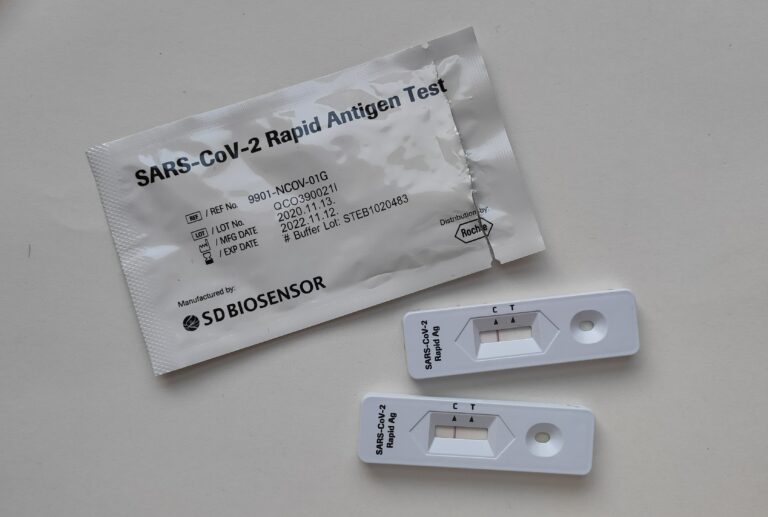 SARS-CoV-2 Rapid Antigen Test
REF / REF No. 9901-NCOV-01G
LOT / LOT No. QCO390021I
/ MFG DATE 2020.11.13.
/ EXP DATE 2022.11.12.
# Buffer Lot: STEB1020483
Distribution by
Roche
Manufactured by:
SD BIOSENSOR
C T
SARS-CoV-2
Rapid Ag
C T
SARS-CoV-2
Rapid Ag